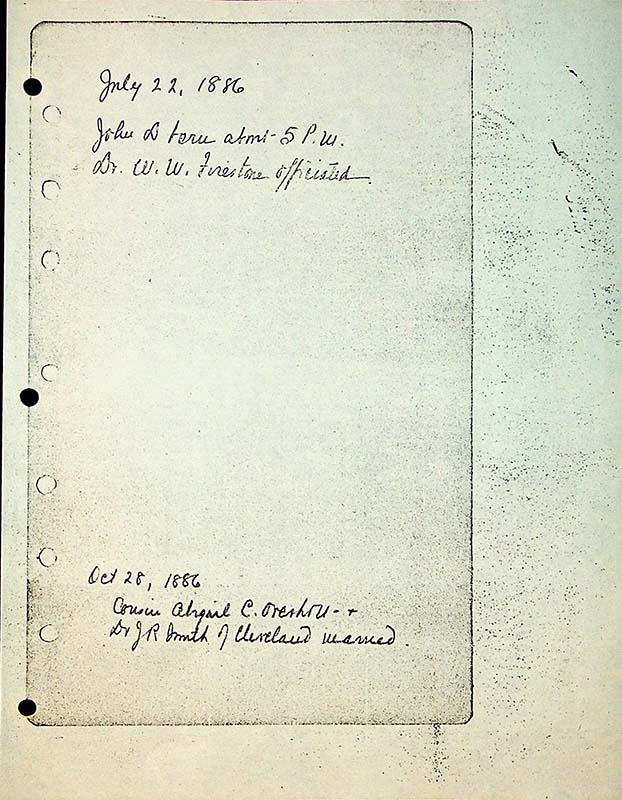 July 22, 1886
John D born abt 5 P.M.
Dr. W. W. Firestone officiated
Oct 28, 1886
Cousin Abigail C. +
Dr J R Smith of Cleveland married.